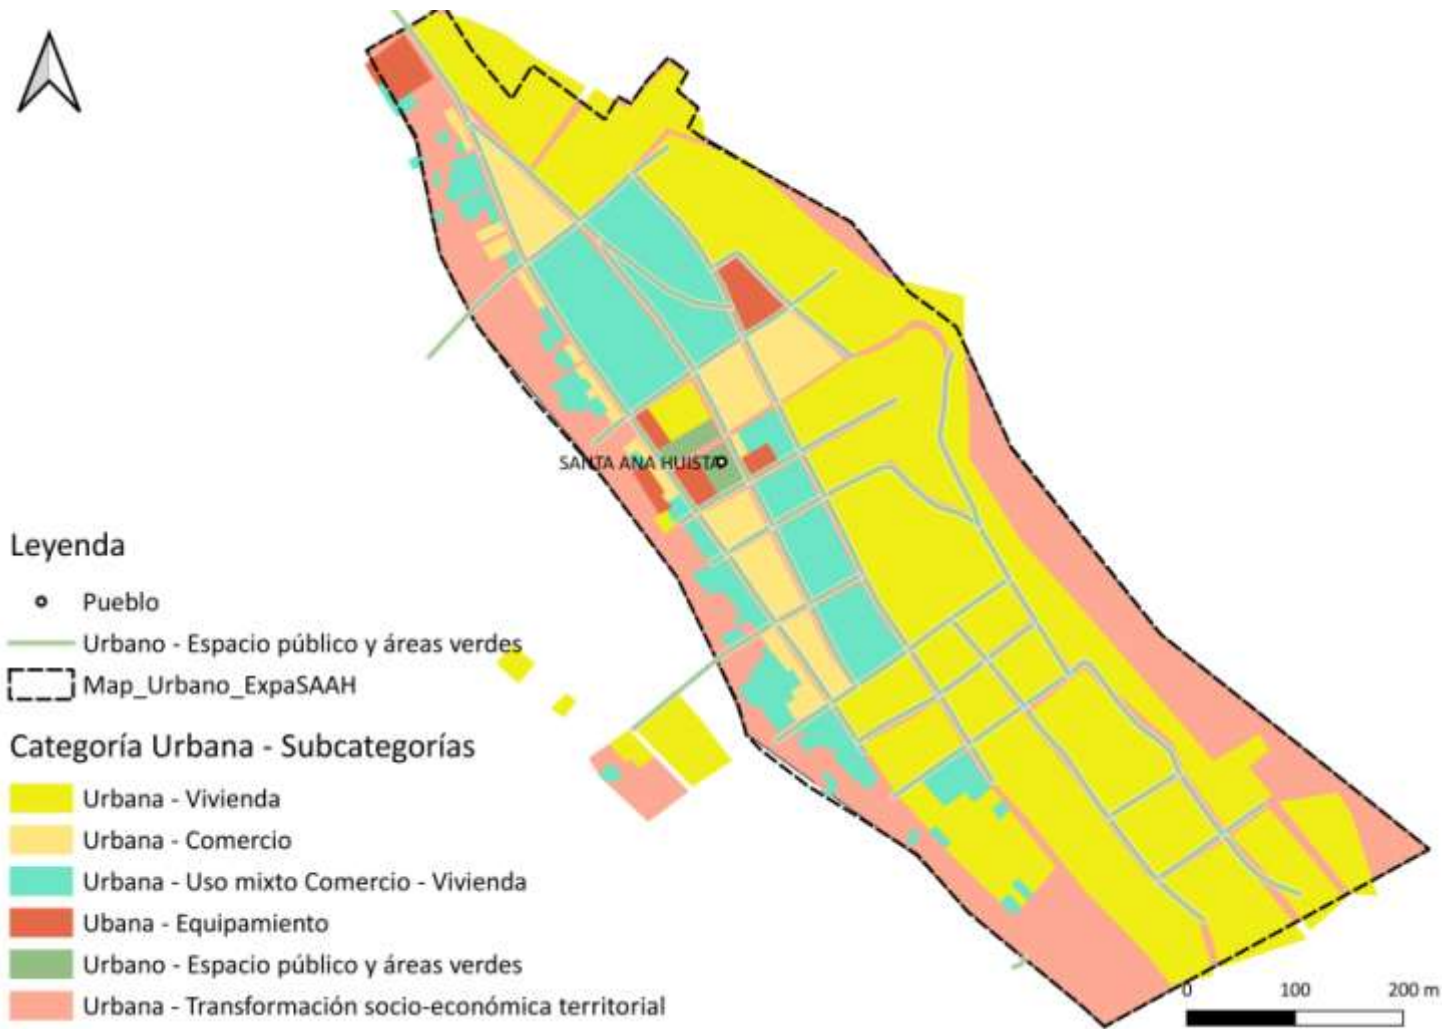 SANTA ANA HUISTA
Leyenda
Pueblo
Urbano - Espacio público y áreas verdes
Map_Urbano_ExpaSAAH
Categoría Urbana - Subcategorías
Urbana - Vivienda
Urbana - Comercio
Urbana - Uso mixto Comercio - Vivienda
Ubana - Equipamiento
Urbano - Espacio público y áreas verdes
Urbana - Transformación socio-económica territorial
0 100 200 m